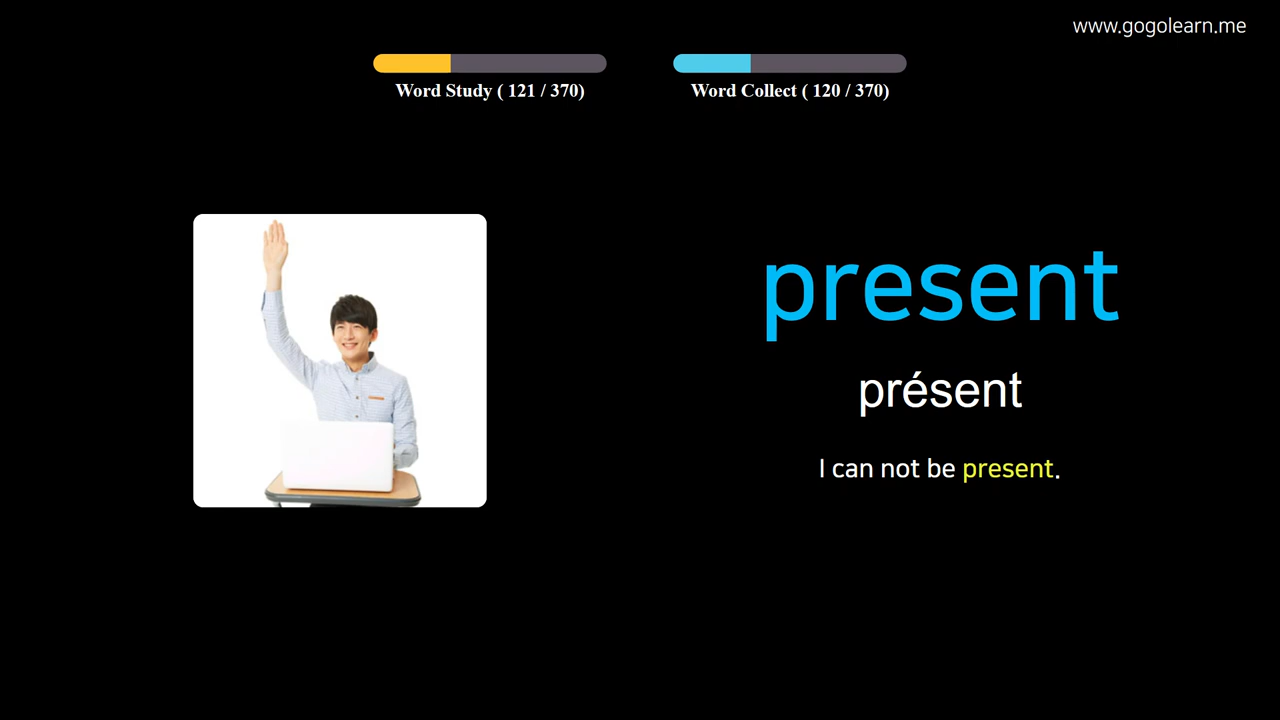 www.gogolearn.me
Word Study ( 121 / 370)
Word Collect ( 120 / 370)
present
présent
I can not be present.